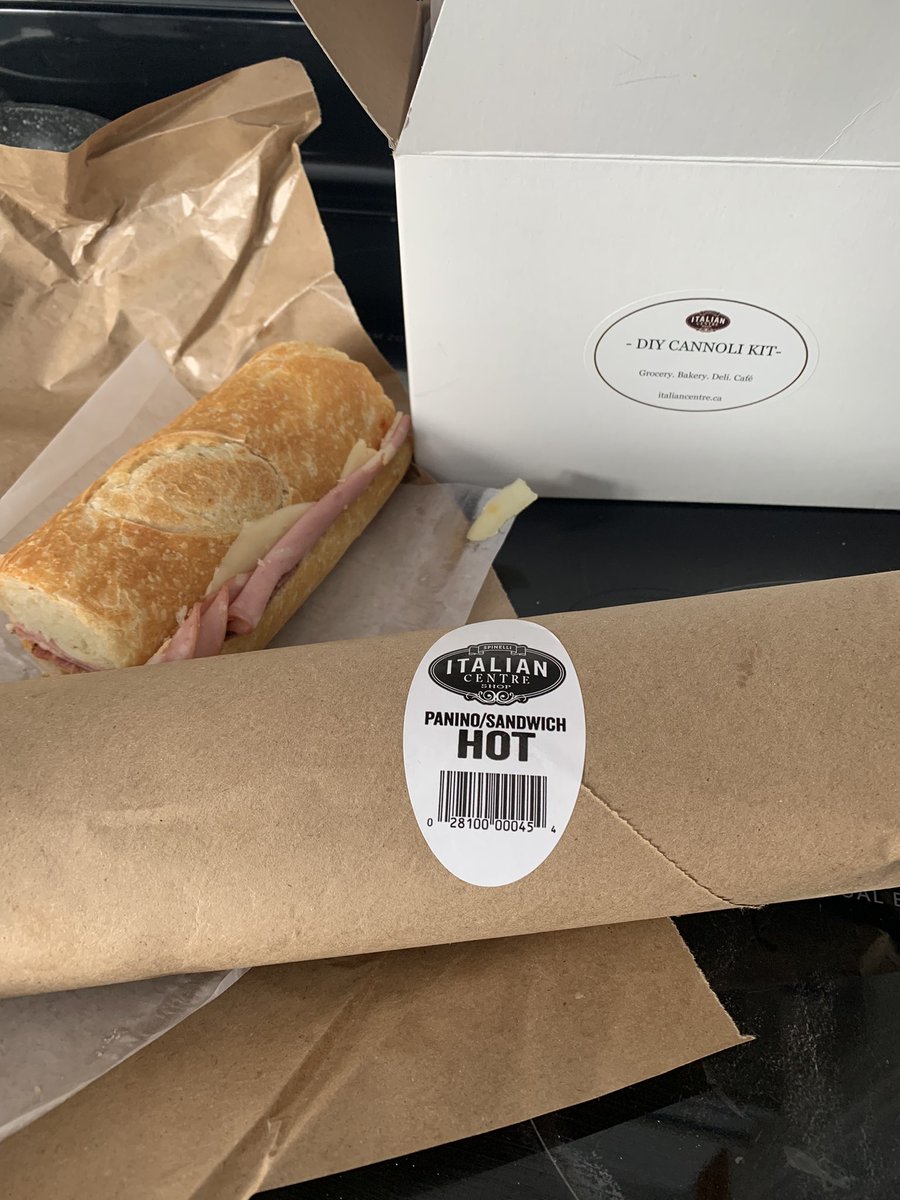 ITALIAN
CENTRE
- DIY CANNOLI KIT-
Grocery. Bakery. Deli. Café
italiancentre.ca
SPINELLI
ITALIAN
CENTRE
SHOP
PANINO/SANDWICH
HOT
0 28100 00045 4